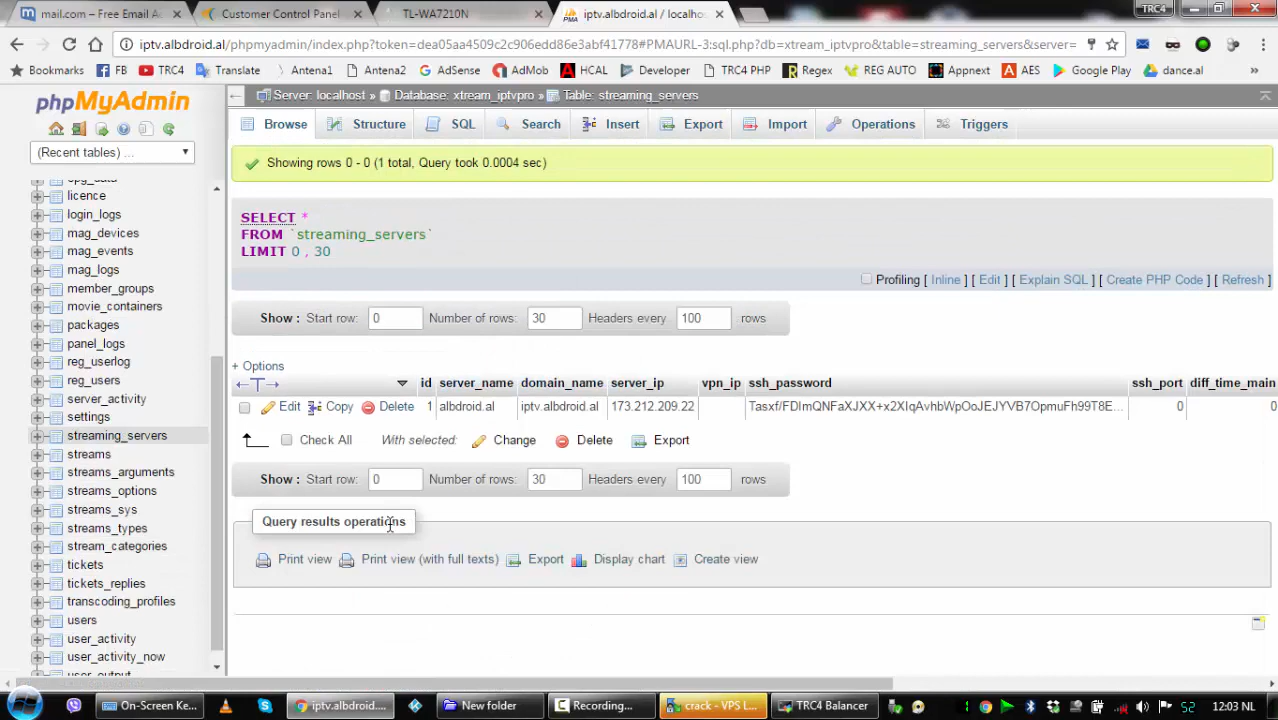 mail.com - Free Email Ac
Customer Control Panel
TL-WA7210N
iptv.albdroid.al / localho
TRC4
iptv.albdroid.al/phpmyadmin/index.php?token=dea05aa4509c2c906edd86e3abf41778#PMAURL-3:sql.php?db=xtream_iptvpro&table=streaming_servers&server=
Bookmarks FB TRC4 Translate Antena1 Antena2 AdSense AdMob HCAL Developer TRC4 PHP Regex REG AUTO Appnext AES Google Play dance.al »
phpMyAdmin
(Recent tables) ...
licence
login_logs
mag_devices
mag_events
mag_logs
member_groups
movie_containers
packages
panel_logs
reg_userlog
reg_users
server_activity
settings
streaming_servers
streams
streams_arguments
streams_options
streams_sys
streams_types
stream_categories
tickets
tickets_replies
transcoding_profiles
users
user_activity
user_activity_now
user_output
Server: localhost » Database: xtream_iptvpro » Table: streaming_servers
Browse Structure SQL Search Insert Export Import Operations Triggers
Showing rows 0 - 0 (1 total, Query took 0.0004 sec)
SELECT *
FROM `streaming_servers`
LIMIT 0 , 30
Profiling [ Inline ] [ Edit ] [ Explain SQL ] [ Create PHP Code ] [ Refresh ]
Show : Start row: 0 Number of rows: 30 Headers every 100 rows
+ Options
id server_name domain_name server_ip vpn_ip ssh_password ssh_port diff_time_main
Edit Copy Delete 1 albdroid.al iptv.albdroid.al 173.212.209.22 Tasxf/FDImQNFaXJXX+x2XIqAvhbWpOoJEJYVB7OpmuFh99T8E... 0 0
Check All With selected: Change Delete Export
Show : Start row: 0 Number of rows: 30 Headers every 100 rows
Query results operations
Print view Print view (with full texts) Export Display chart Create view
On-Screen Ke... iptv.albdroid.... New folder Recording... crack - VPS L... TRC4 Balancer 12:03 NL